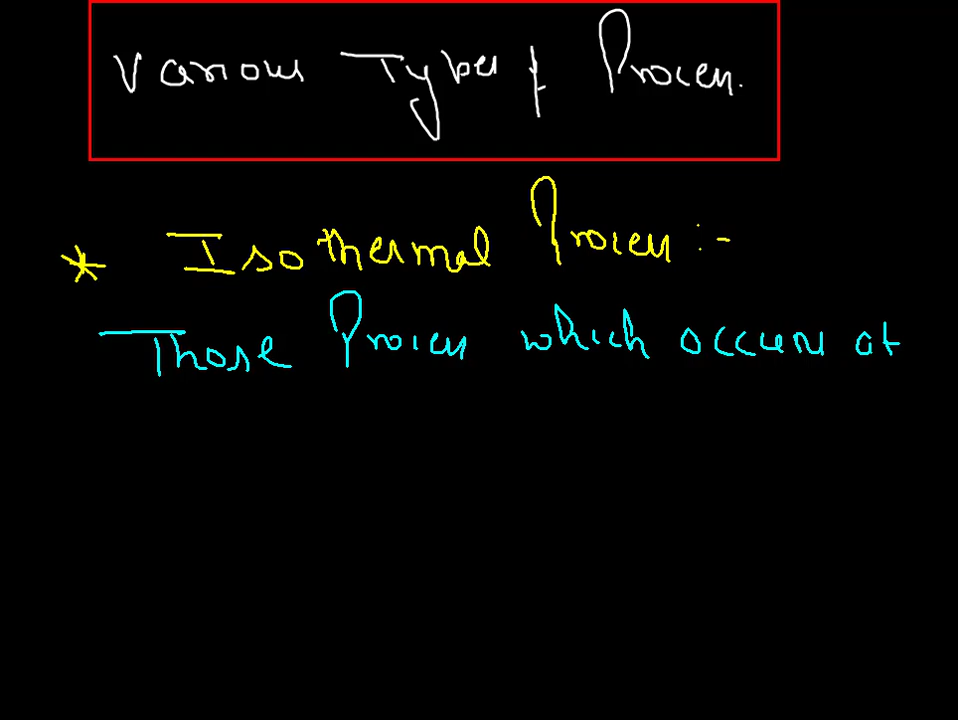 Various Types of Process.
* Isothermal Process :-
Those Process which occurs at